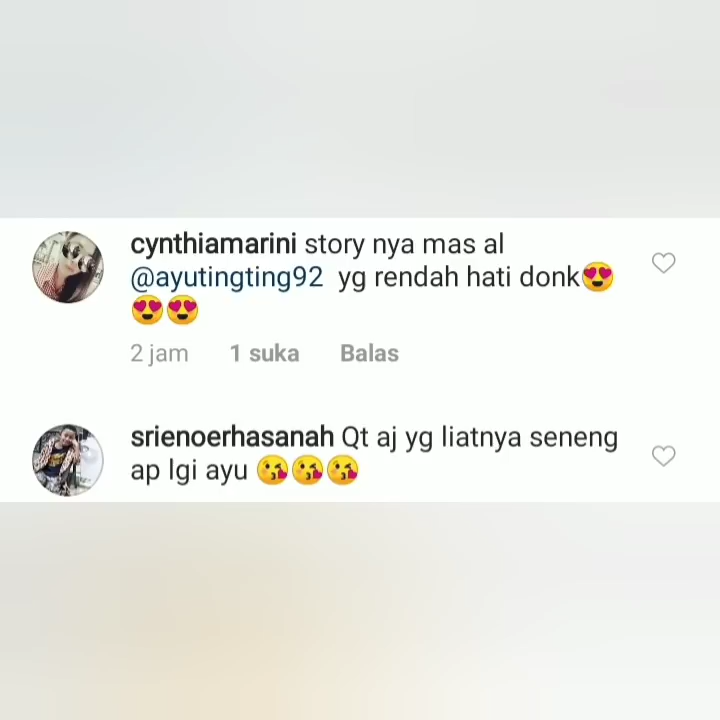 cynthiamarini story nya mas al
@ayutingting92 yg rendah hati donk😍
😍😍
2 jam 1 suka Balas
srienoerhasanah Qt aj yg liatnya seneng
ap lgi ayu 😘😘😘